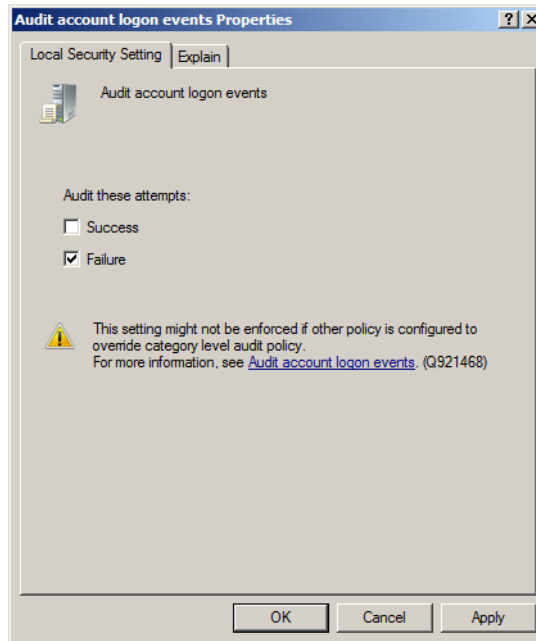 Audit account logon events Properties
Local Security Setting
Explain
Audit account logon events
Audit these attempts:
Success
Failure
This setting might not be enforced if other policy is configured to
override category level audit policy.
For more information, see Audit account logon events. (Q921468)
OK
Cancel
Apply